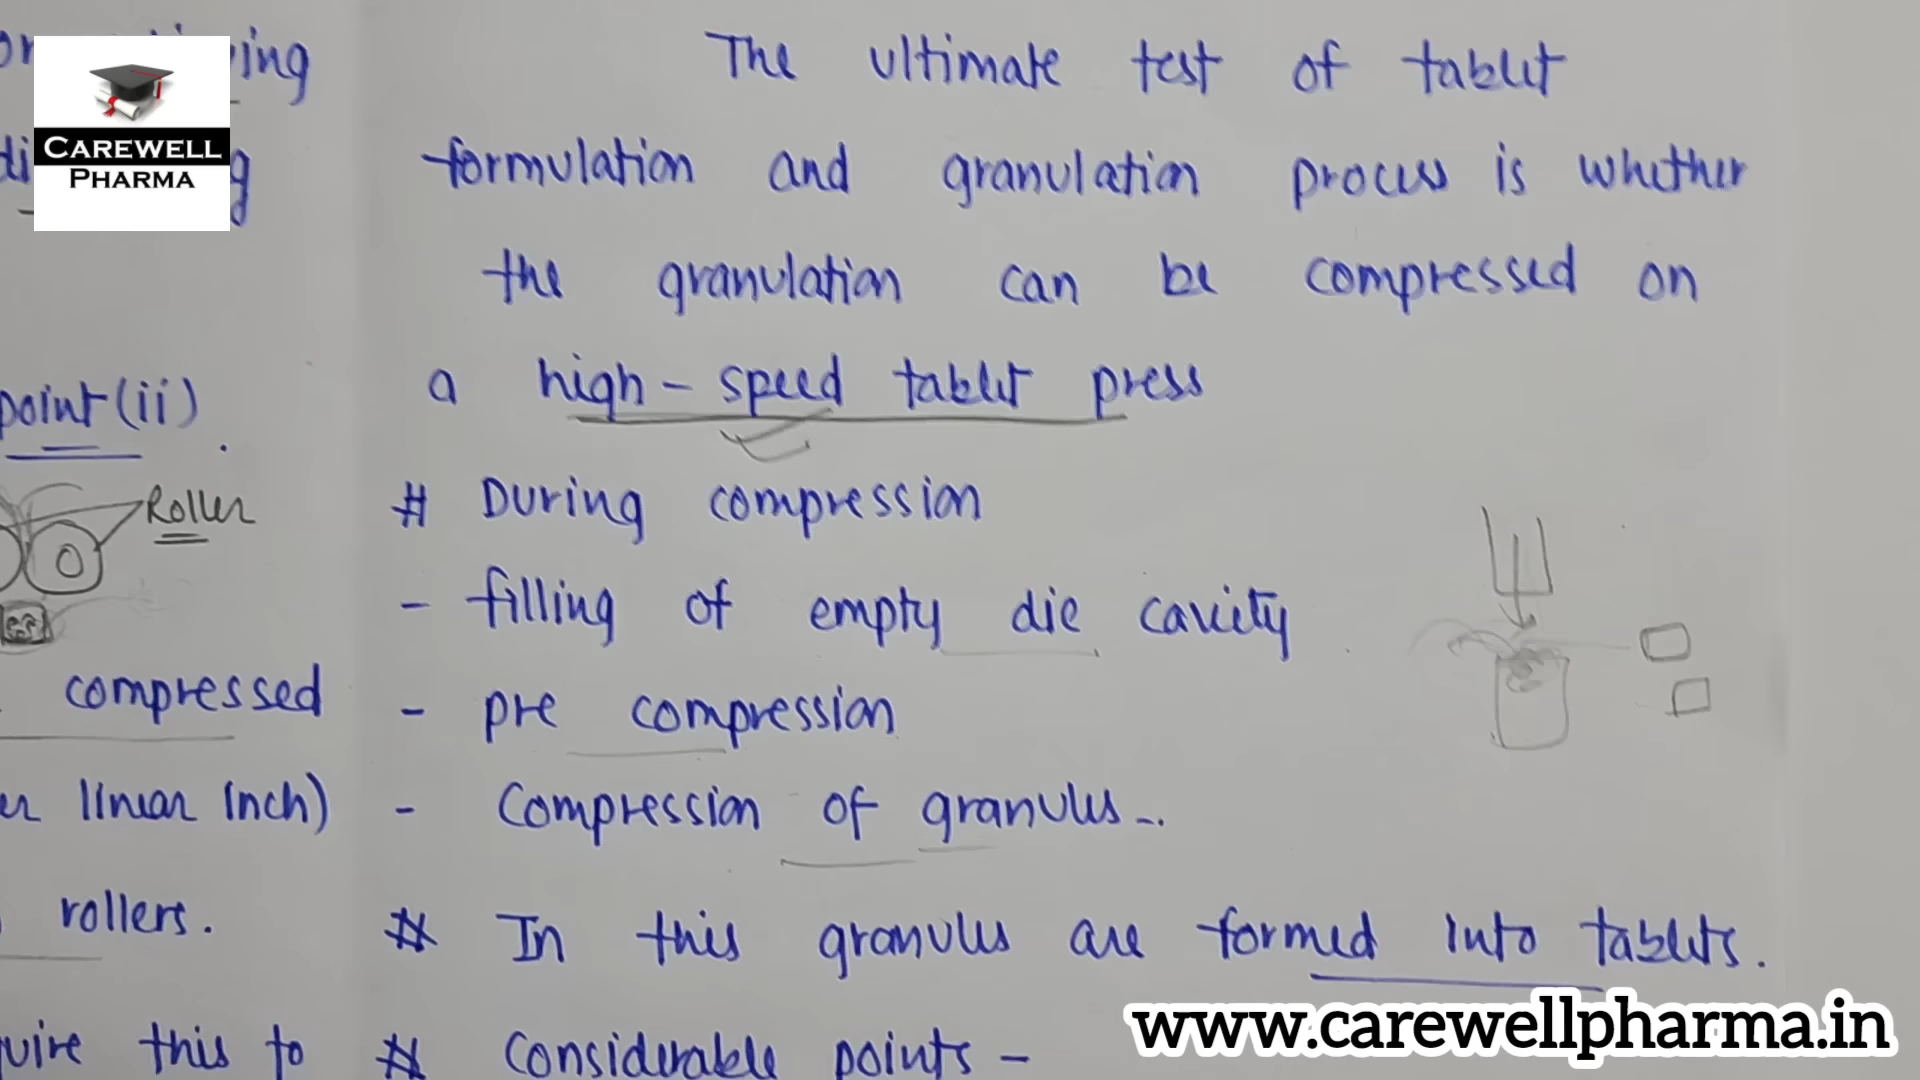 CAREWELL
PHARMA
The ultimate test of tablet
formulation and granulation process is whether
the granulation can be compressed on
a high-speed tablet press
# During compression
- filling of empty die cavity
- pre compression
- Compression of granules -.
# In this granules are formed into tablets.
# Considerable points -
point (ii)
Roller
compressed
linear inch)
rollers.
this to
www.carewellpharma.in